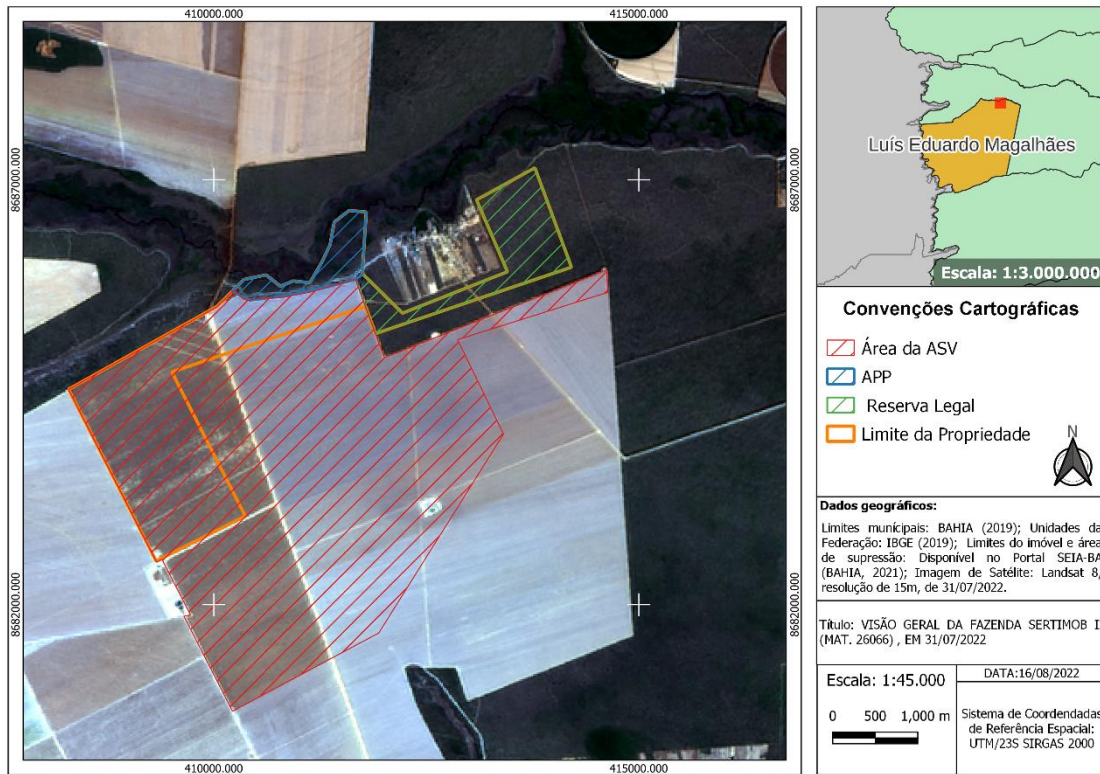 410000.000
415000.000
8687000.000
8687000.000
8682000.000
8682000.000
410000.000
415000.000
Luís Eduardo Magalhães
Escala: 1:3.000.000
Convenções Cartográficas
Área da ASV
APP
Reserva Legal
Limite da Propriedade
N
Dados geográficos:
Limites municipais: BAHIA (2019); Unidades da
Federação: IBGE (2019); Limites do imóvel e área
de supressão: Disponível no Portal SEIA-BA
(BAHIA, 2021); Imagem de Satélite: Landsat 8,
resolução de 15m, de 31/07/2022.
Título: VISÃO GERAL DA FAZENDA SERTIMOB I
(MAT. 26066) , EM 31/07/2022
Escala: 1:45.000
0 500 1,000 m
DATA:16/08/2022
Sistema de Coordendadas
de Referência Espacial:
UTM/23S SIRGAS 2000